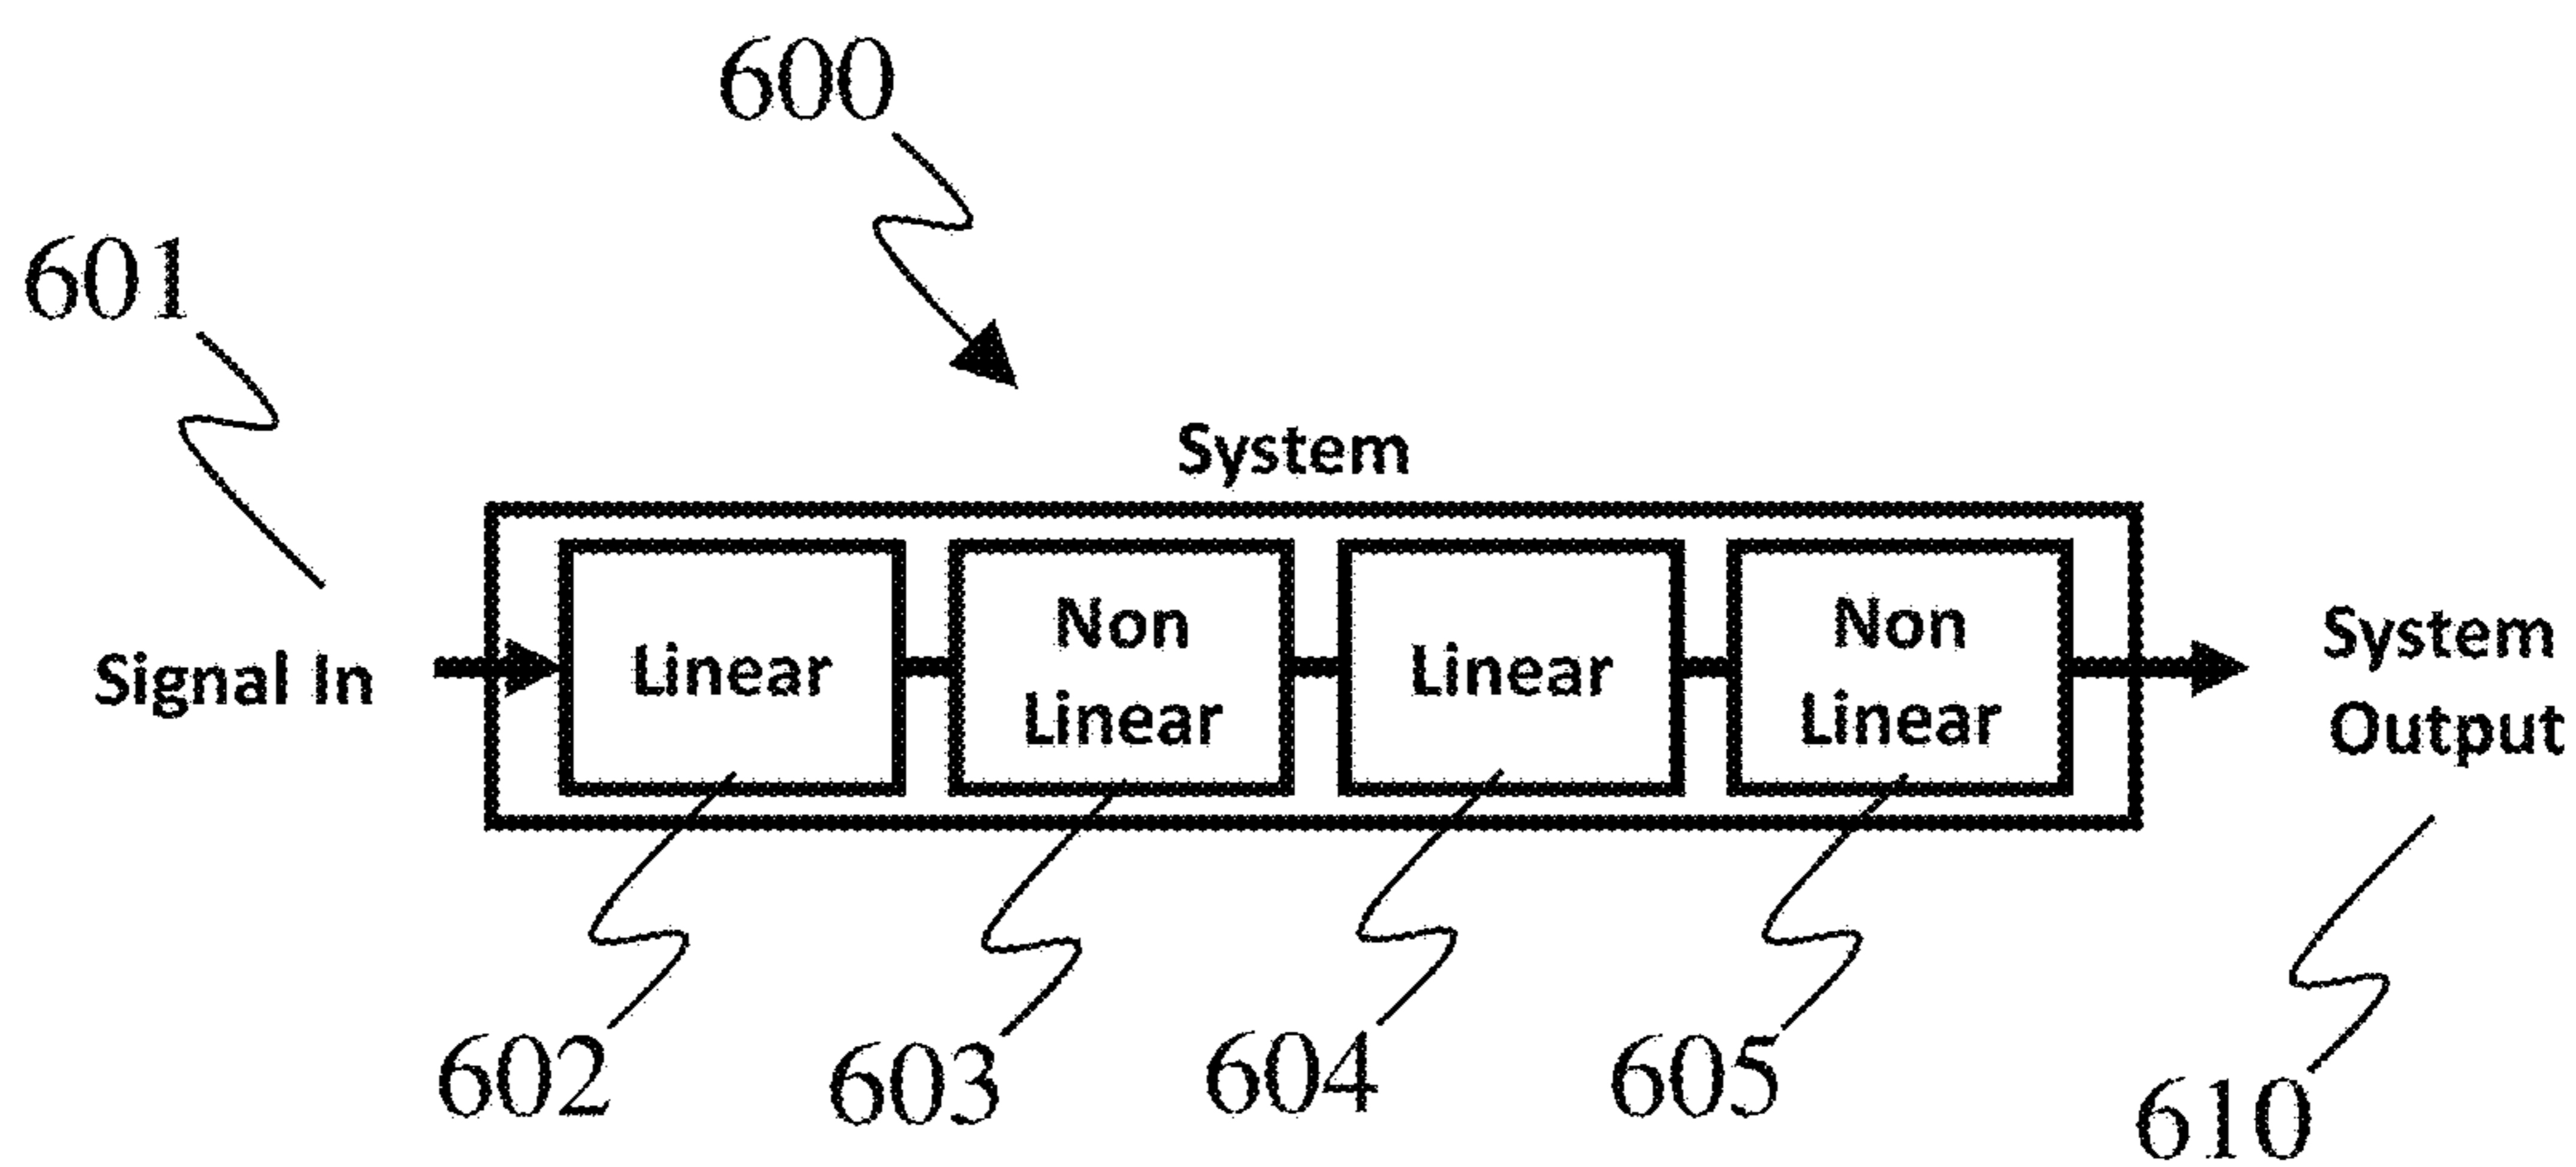 600
601
System
Signal In
Linear
Non
Linear
Linear
Non
Linear
System
Output
602
603
604
605
610